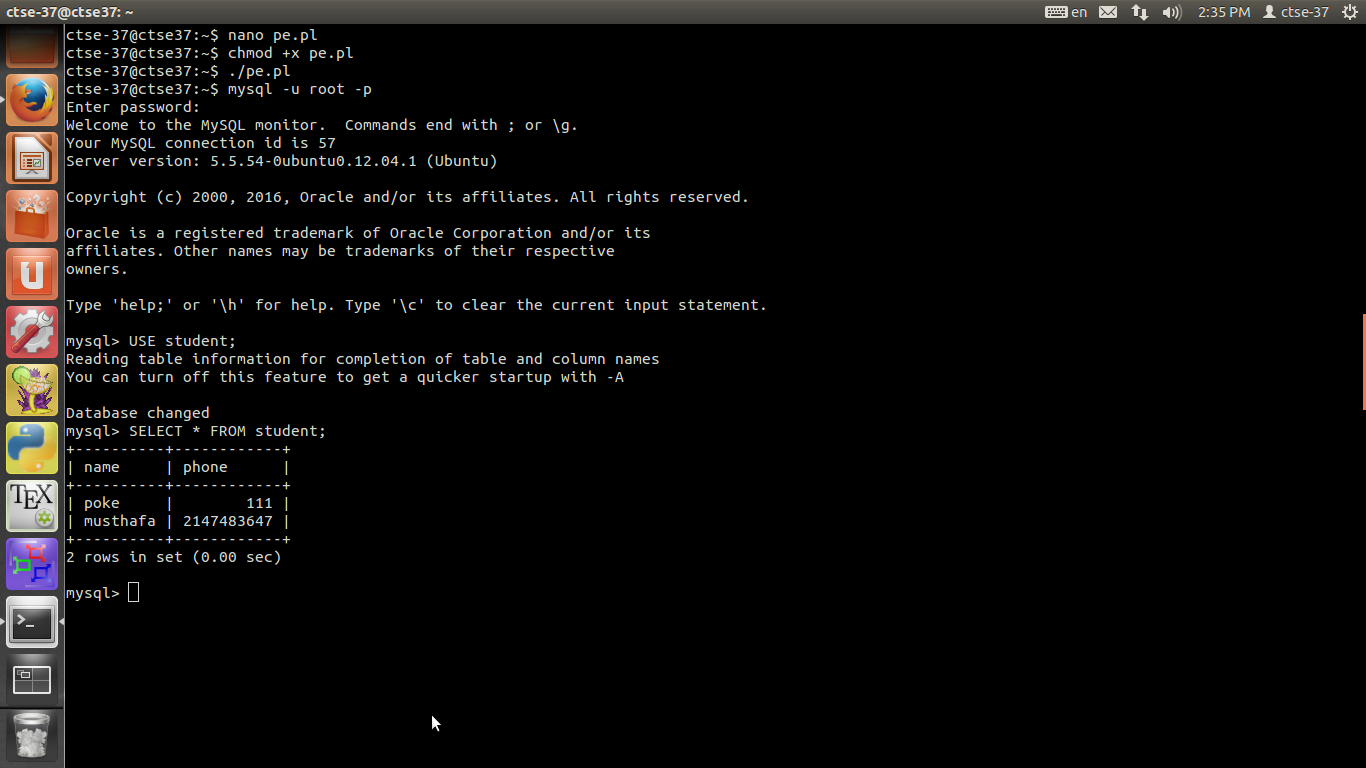 ctse-37@ctse37: ~
en
2:35 PM
ctse-37
ctse-37@ctse37:~$ nano pe.pl
ctse-37@ctse37:~$ chmod +x pe.pl
ctse-37@ctse37:~$ ./pe.pl
ctse-37@ctse37:~$ mysql -u root -p
Enter password:
Welcome to the MySQL monitor.  Commands end with ; or \g.
Your MySQL connection id is 57
Server version: 5.5.54-0ubuntu0.12.04.1 (Ubuntu)

Copyright (c) 2000, 2016, Oracle and/or its affiliates. All rights reserved.

Oracle is a registered trademark of Oracle Corporation and/or its
affiliates. Other names may be trademarks of their respective
owners.

Type 'help;' or '\h' for help. Type '\c' to clear the current input statement.

mysql> USE student;
Reading table information for completion of table and column names
You can turn off this feature to get a quicker startup with -A

Database changed
mysql> SELECT * FROM student;
+----------+------------+
| name     | phone      |
+----------+------------+
| poke     |        111 |
| musthafa | 2147483647 |
+----------+------------+
2 rows in set (0.00 sec)

mysql>
TEX